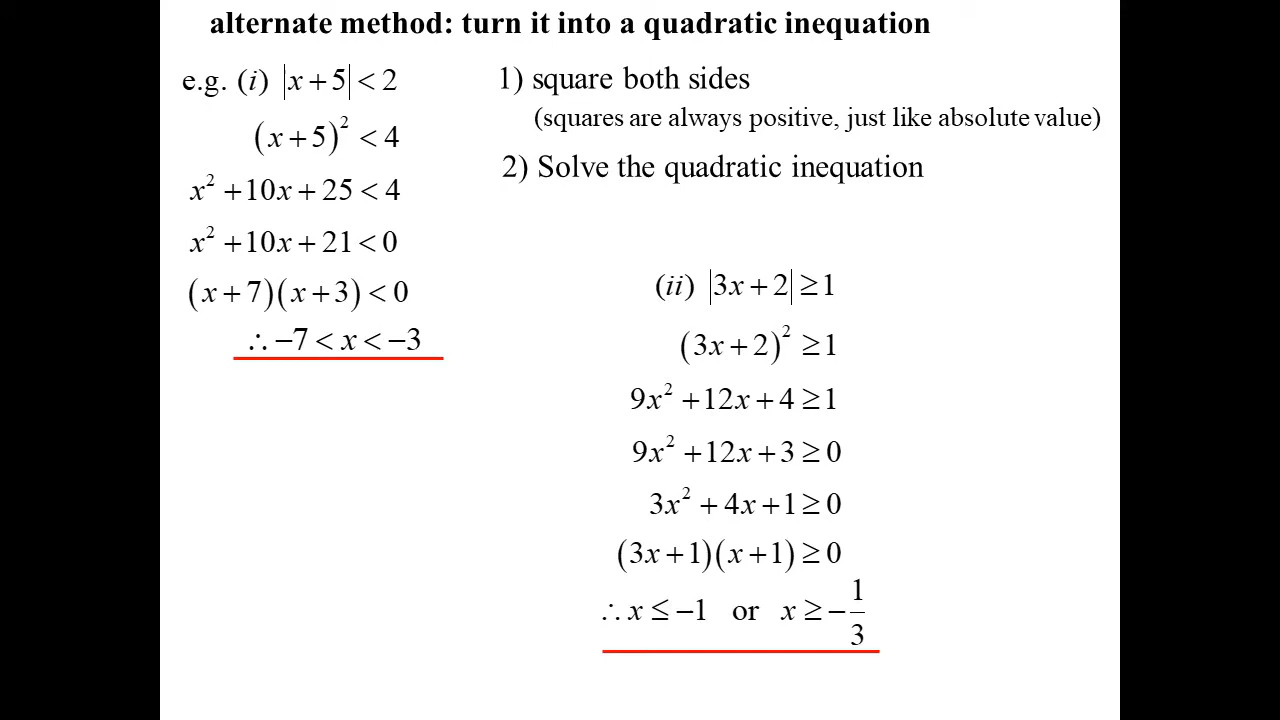 alternate method: turn it into a quadratic inequation
e.g. (i) |x + 5| < 2
1) square both sides
(squares are always positive, just like absolute value)
(x + 5)² < 4
2) Solve the quadratic inequation
x² + 10x + 25 < 4
x² + 10x + 21 < 0
(x + 7)(x + 3) < 0
∴ −7 < x < −3
(ii) |3x + 2| ≥ 1
(3x + 2)² ≥ 1
9x² + 12x + 4 ≥ 1
9x² + 12x + 3 ≥ 0
3x² + 4x + 1 ≥ 0
(3x + 1)(x + 1) ≥ 0
∴ x ≤ −1 or x ≥ −1/3